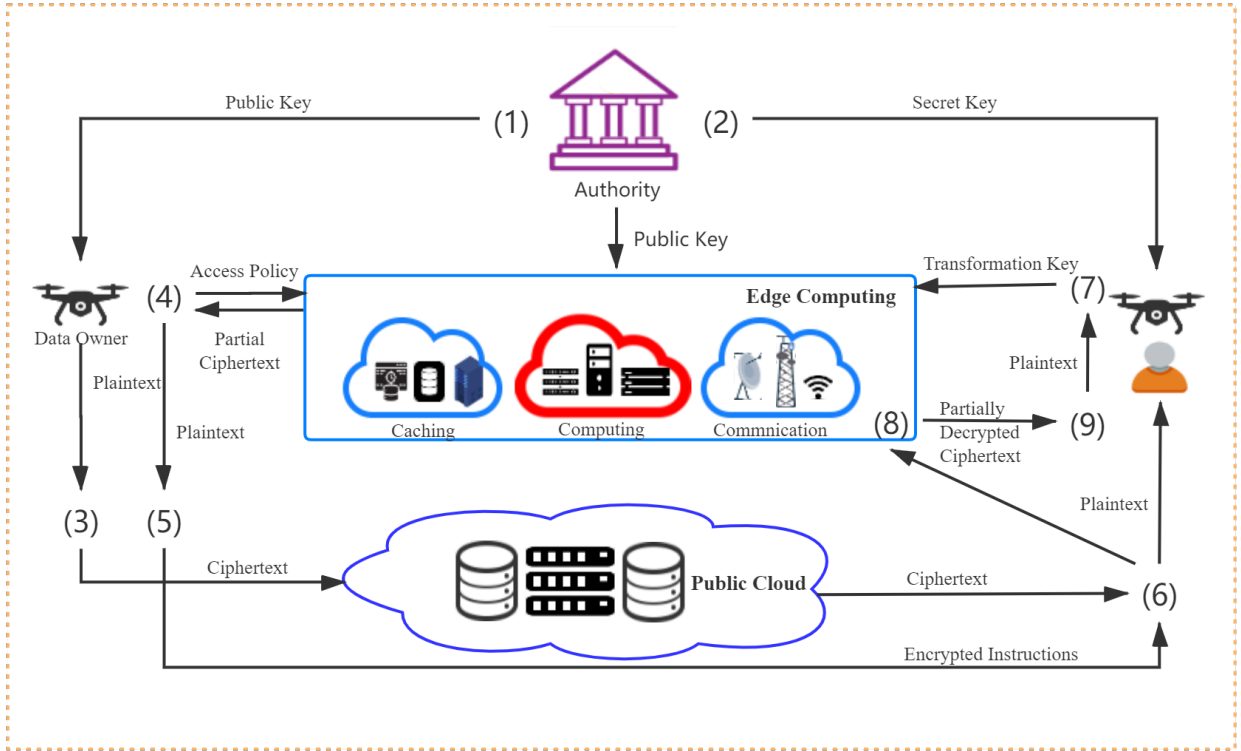 Public Key
(1)
(2)
Secret Key
Authority
Public Key
Access Policy
(4)
Data Owner
Partial
Ciphertext
Edge Computing
Transformation Key
(7)
Plaintext
Plaintext
Plaintext
Caching
Computing
Commnication
(8)
Partially
Decrypted
Ciphertext
(9)
Plaintext
(3)
(5)
Ciphertext
Public Cloud
Ciphertext
(6)
Encrypted Instructions